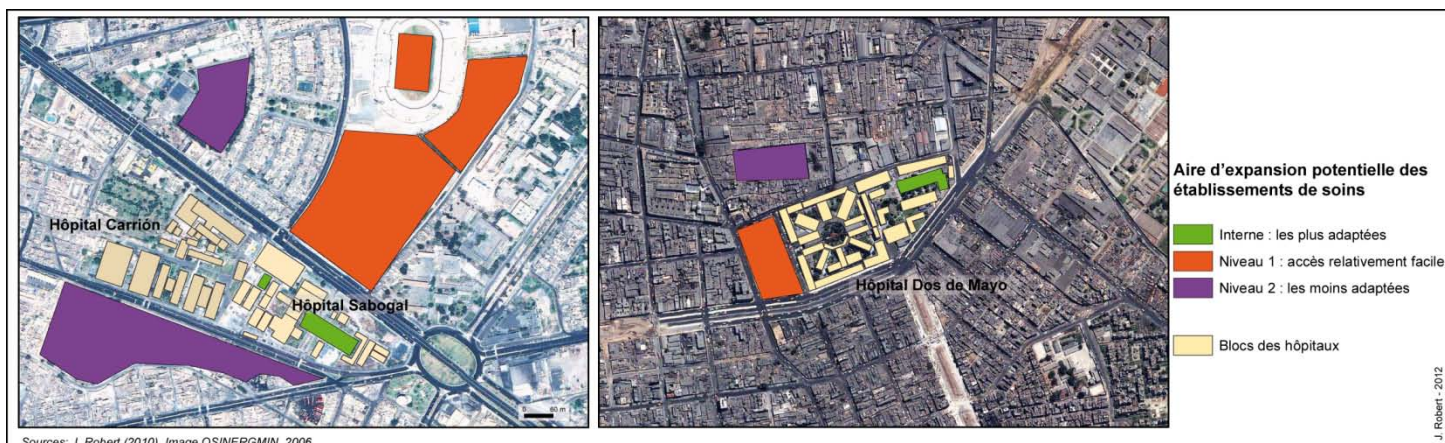 Hôpital Carrión
Hôpital Sabogal
0 60 m
Sources: J. Robert (2010), Image OSINERGMIN, 2006
Hôpital Dos de Mayo
Aire d'expansion potentielle des
établissements de soins
Interne : les plus adaptées
Niveau 1 : accès relativement facile
Niveau 2 : les moins adaptées
Blocs des hôpitaux
J. Robert - 2012